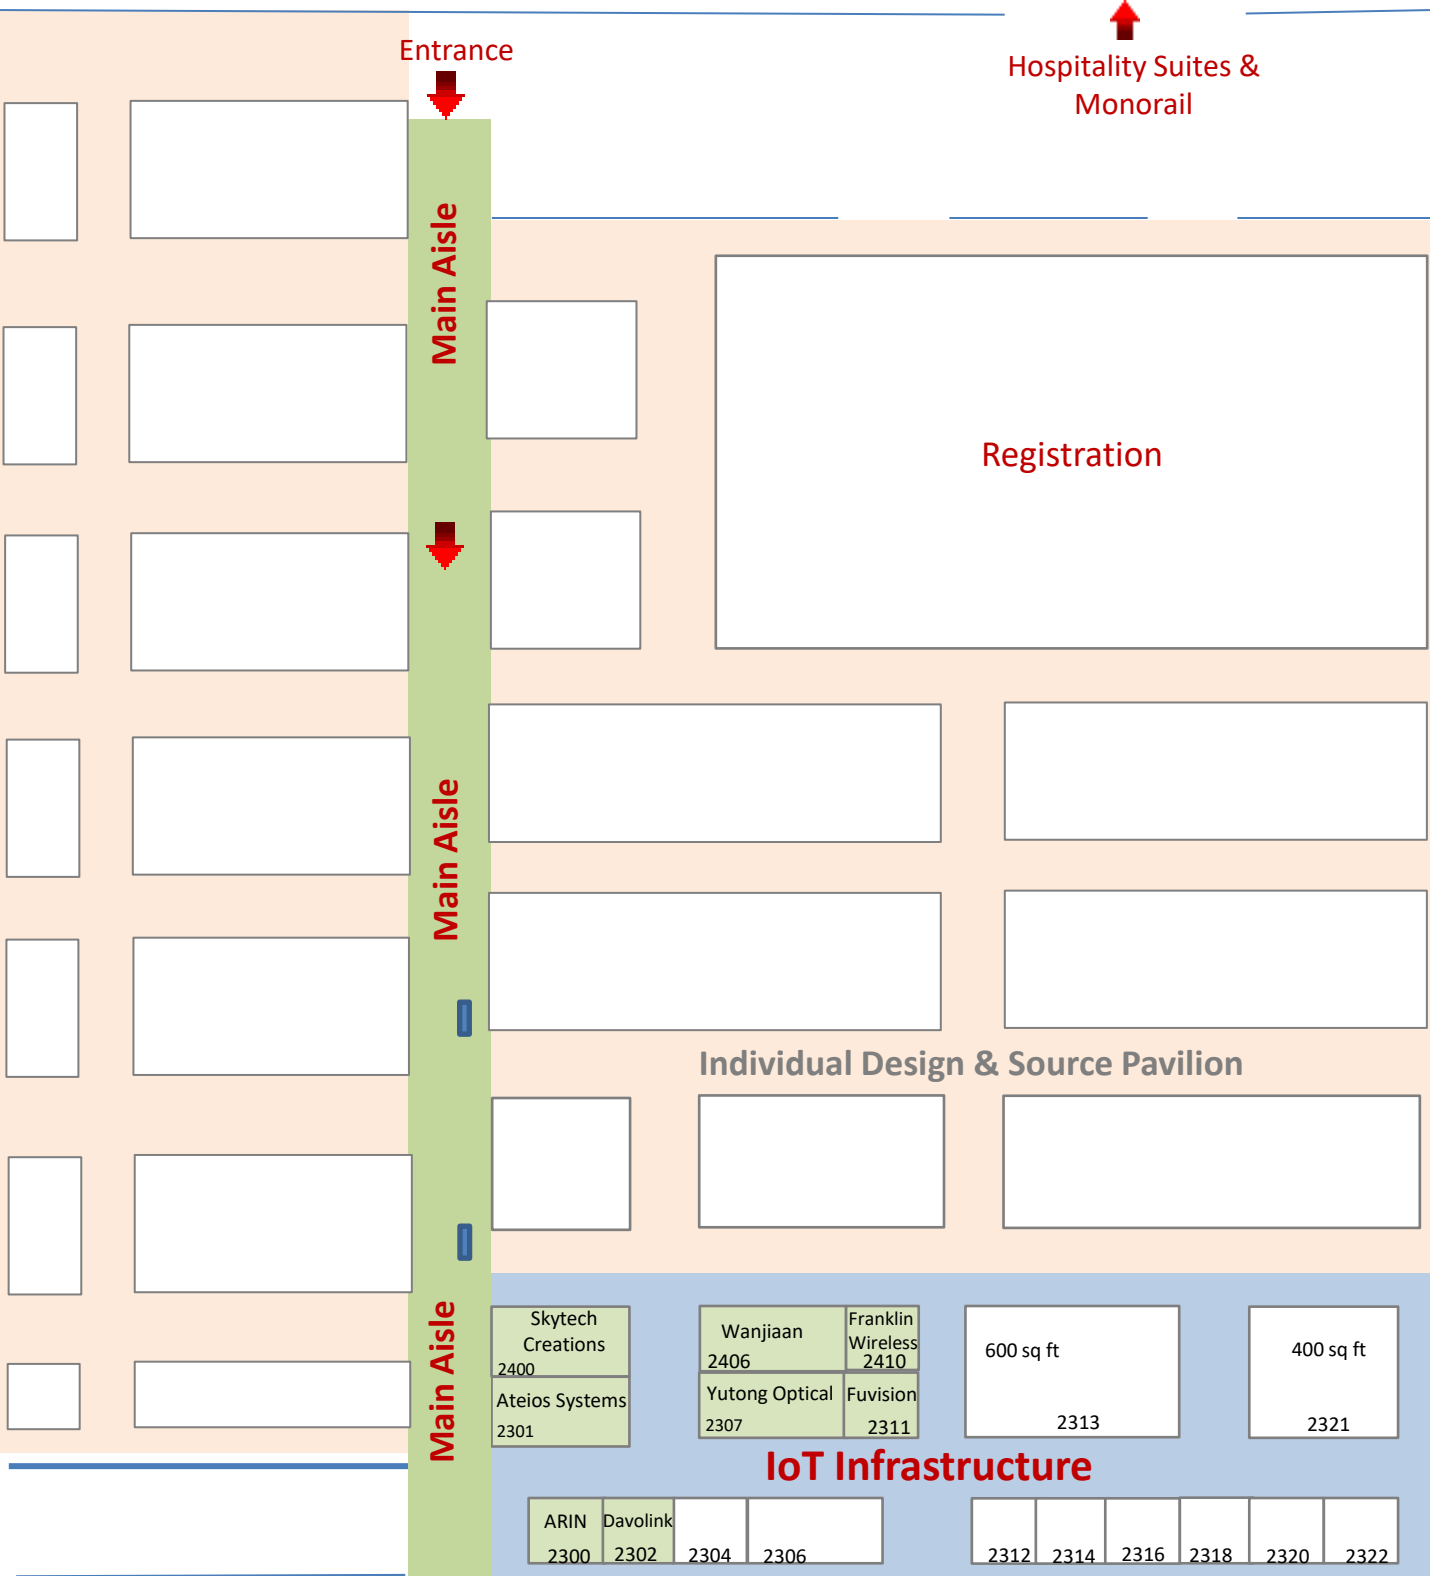 Entrance
Hospitality Suites &
Monorail
Main Aisle
Registration
Main Aisle
Individual Design & Source Pavilion
Main Aisle
Skytech
Creations
2400
Ateios Systems
2301
Wanjiaan
2406
Franklin
Wireless
2410
Yutong Optical
2307
Fuvision
2311
600 sq ft
2313
400 sq ft
2321
IoT Infrastructure
ARIN
2300
Davolink
2302
2304
2306
2312
2314
2316
2318
2320
2322